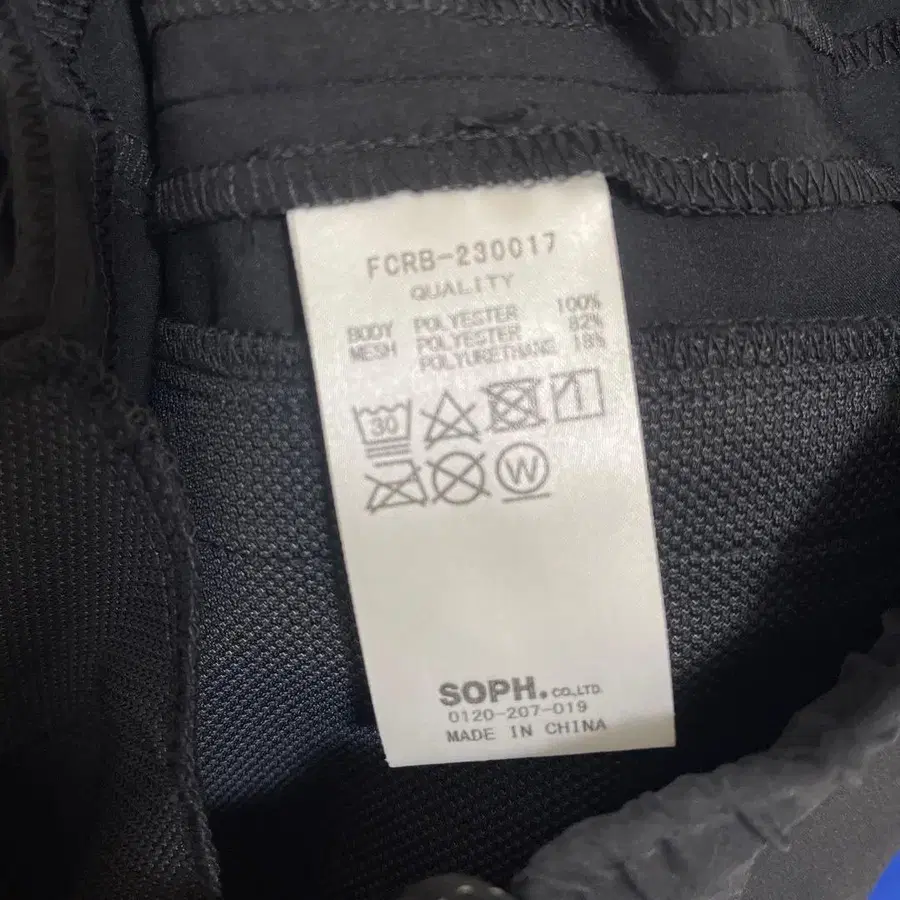 FCRB-230017
QUALITY
BODY POLYESTER 100%
MESH POLYESTER 82%
POLYURETHANE 18%
30
W
SOPH. CO.,LTD.
0120-207-019
MADE IN CHINA